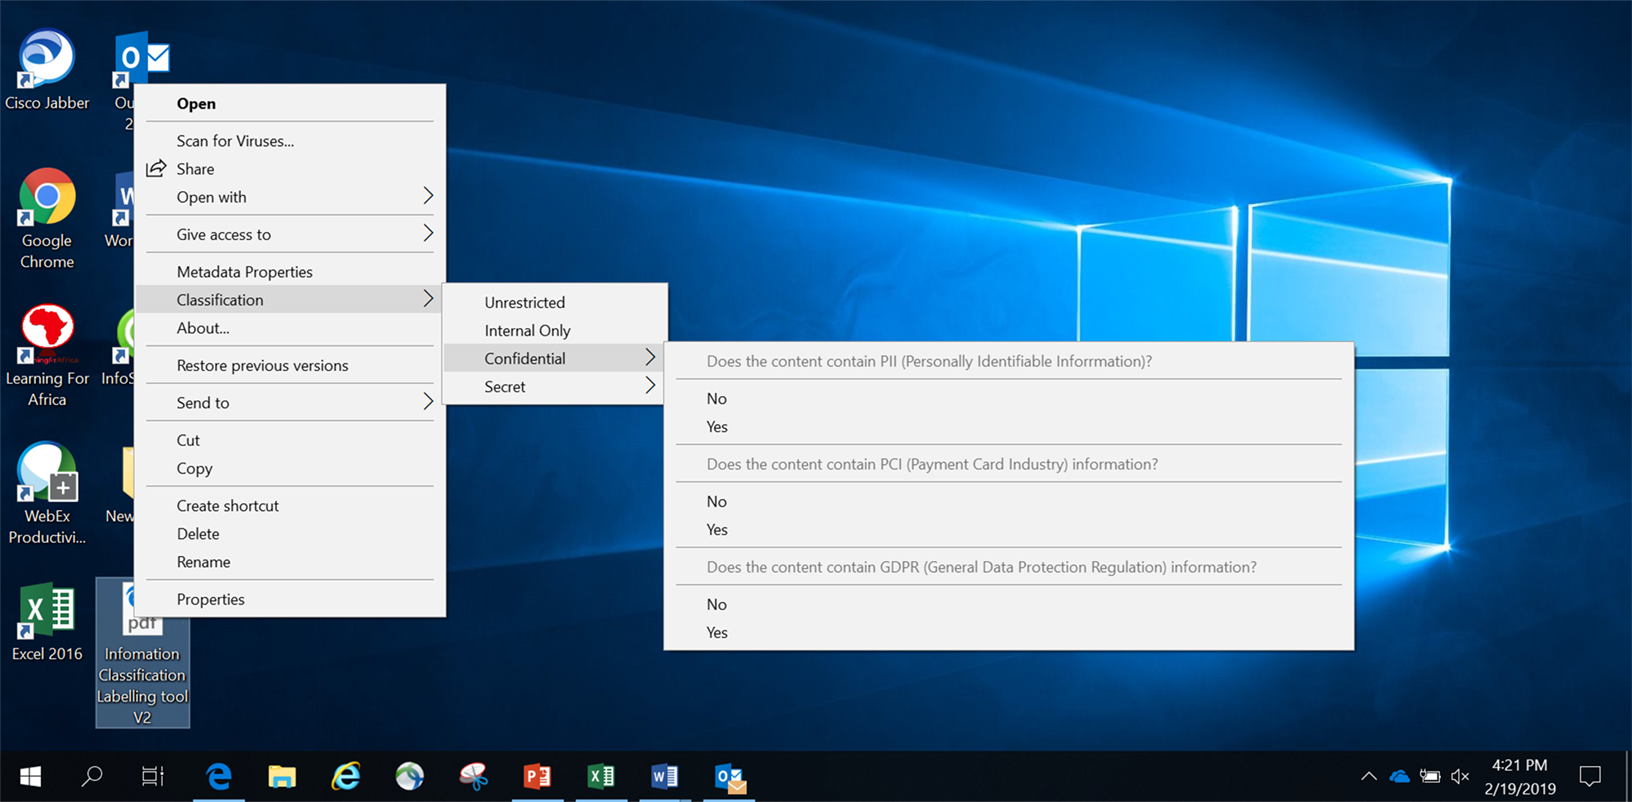 Cisco Jabber
Ou
2
Google
Chrome
Wor
Learning For
Africa
InfoS
WebEx
Productivi...
New
Excel 2016
pdf
Infomation
Classification
Labelling tool
V2
Open
Scan for Viruses...
Share
Open with
Give access to
Metadata Properties
Classification
About...
Restore previous versions
Send to
Cut
Copy
Create shortcut
Delete
Rename
Properties
Unrestricted
Internal Only
Confidential
Secret
Does the content contain PII (Personally Identifiable Inforrmation)?
No
Yes
Does the content contain PCI (Payment Card Industry) information?
No
Yes
Does the content contain GDPR (General Data Protection Regulation) information?
No
Yes
4:21 PM
2/19/2019